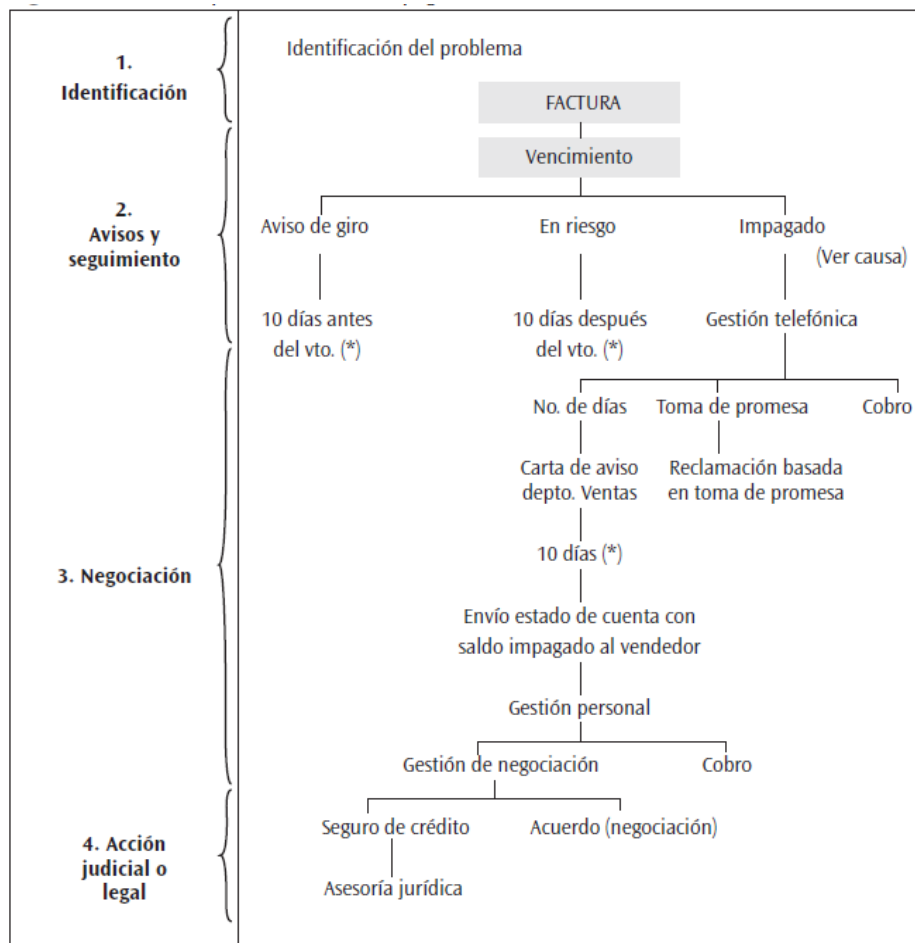 1.
Identificación
Identificación del problema
FACTURA
Vencimiento
2.
Avisos y
seguimiento
Aviso de giro
En riesgo
Impagado
(Ver causa)
10 días antes
del vto. (*)
10 días después
del vto. (*)
Gestión telefónica
No. de días
Toma de promesa
Cobro
Carta de aviso
depto. Ventas
Reclamación basada
en toma de promesa
10 días (*)
3. Negociación
Envío estado de cuenta con
saldo impagado al vendedor
Gestión personal
Gestión de negociación
Cobro
4. Acción
judicial o
legal
Seguro de crédito
Acuerdo (negociación)
Asesoría jurídica